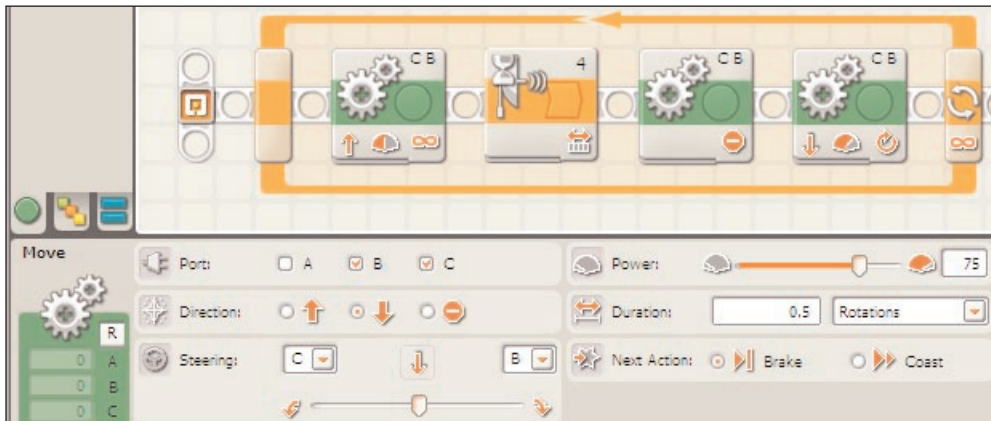 C B
4
C B
C B
Move
Port: A B C
Power: 75
Direction:
Duration: 0.5 Rotations
R
Steering: C B
Next Action: Brake Coast
0 A
0 B
0 C